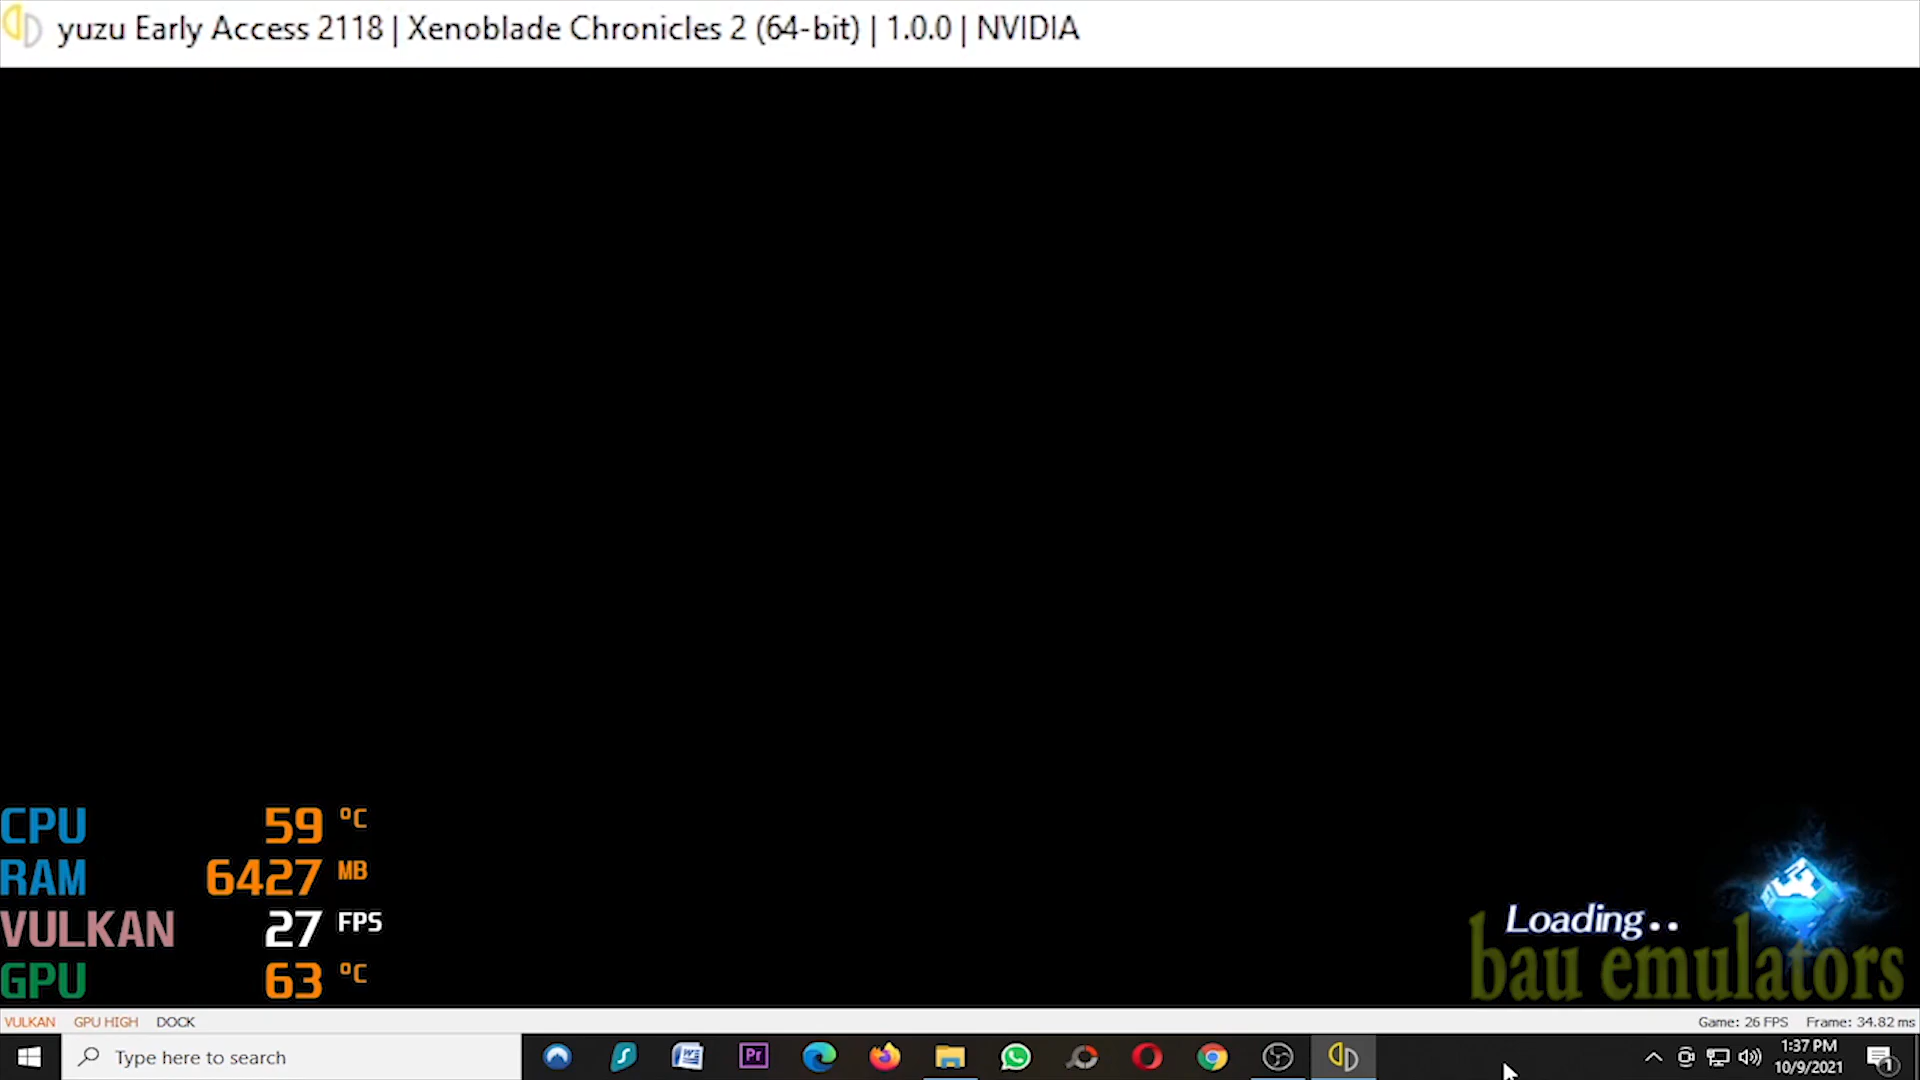 yuzu Early Access 2118 | Xenoblade Chronicles 2 (64-bit) | 1.0.0 | NVIDIA
CPU 59 °C
RAM 6427 MB
VULKAN 27 FPS
GPU 63 °C
Loading..
bau emulators
VULKAN GPU HIGH DOCK Game: 26 FPS Frame: 34.82 ms
Type here to search
W
Pr
1:37 PM
10/9/2021
1